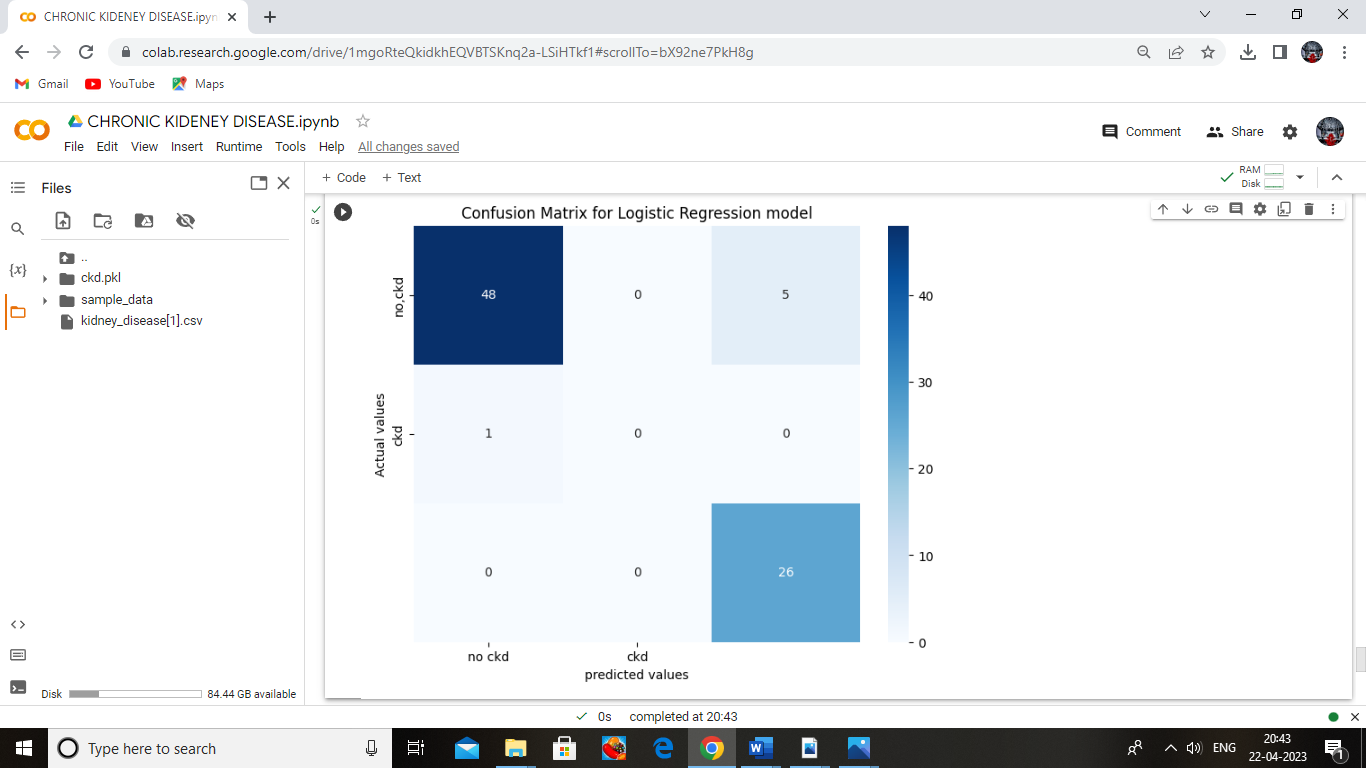 CHRONIC KIDENEY DISEASE.ipyn
colab.research.google.com/drive/1mgoRteQkidkhEQVBTSKnq2a-LSiHTkf1#scrollTo=bX92ne7PkH8g
Gmail YouTube Maps
CHRONIC KIDENEY DISEASE.ipynb
File Edit View Insert Runtime Tools Help All changes saved
Comment Share
Files
+ Code + Text
RAM
Disk
..
ckd.pkl
sample_data
kidney_disease[1].csv
{x}
0s
Confusion Matrix for Logistic Regression model
no,ckd
48 0 5
Actual values
ckd
1 0 0
0 0 26
no ckd ckd
predicted values
40
30
20
10
0
Disk 84.44 GB available
0s completed at 20:43
Type here to search
ENG
20:43
22-04-2023
1